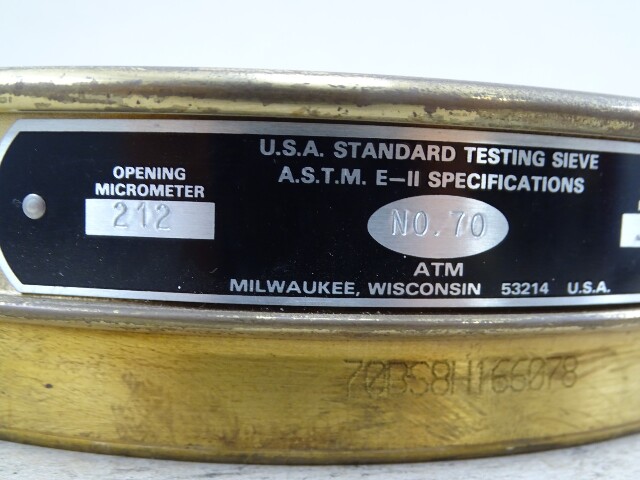 U.S.A. STANDARD TESTING SIEVE
A.S.T.M. E–II SPECIFICATIONS
OPENING
MICROMETER
212
NO. 70
ATM
MILWAUKEE, WISCONSIN 53214 U.S.A.
70BS8H166078